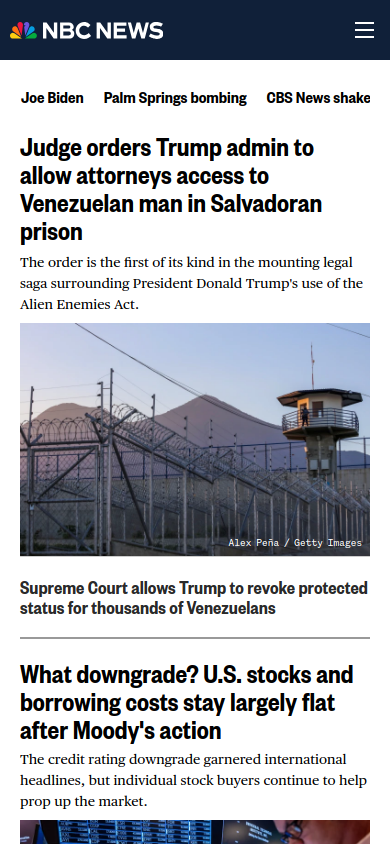 NBC NEWS
Joe Biden Palm Springs bombing CBS News shake
Judge orders Trump admin to
allow attorneys access to
Venezuelan man in Salvadoran
prison
The order is the first of its kind in the mounting legal
saga surrounding President Donald Trump's use of the
Alien Enemies Act.
Alex Peña / Getty Images
Supreme Court allows Trump to revoke protected
status for thousands of Venezuelans
What downgrade? U.S. stocks and
borrowing costs stay largely flat
after Moody's action
The credit rating downgrade garnered international
headlines, but individual stock buyers continue to help
prop up the market.